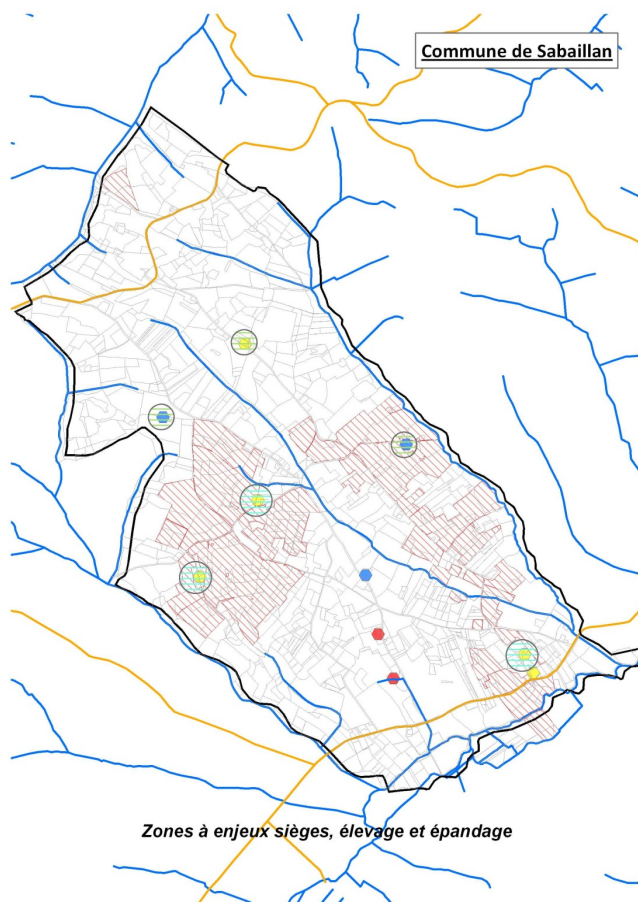 Commune de Sabaillan
Zones à enjeux sièges, élevage et épandage